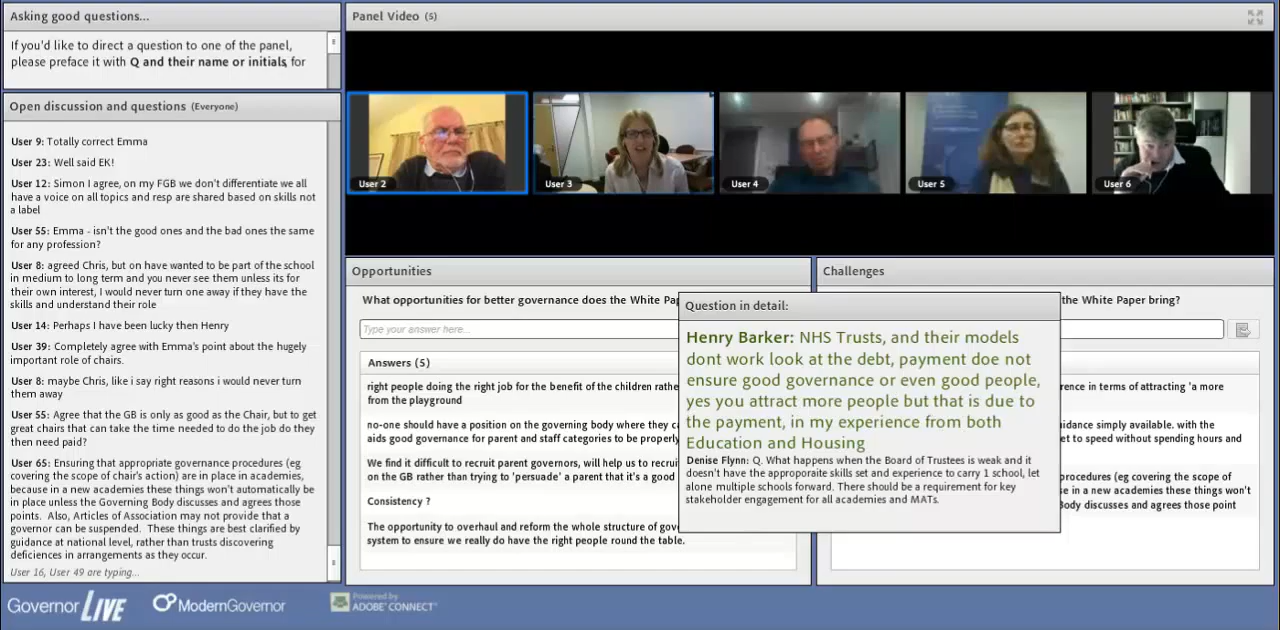 Asking good questions...
If you'd like to direct a question to one of the panel,
please preface it with Q and their name or initials, for
Open discussion and questions (Everyone)
User 9: Totally correct Emma
User 23: Well said EK!
User 12: Simon I agree, on my FGB we don't differentiate we all
have a voice on all topics and resp are shared based on skills not
a label
User 55: Emma - isn't the good ones and the bad ones the same
for any profession?
User 8: agreed Chris, but on have wanted to be part of the school
in medium to long term and you never see them unless its for
their own interest, I would never turn one away if they have the
skills and understand their role
User 14: Perhaps I have been lucky then Henry
User 39: Completely agree with Emma's point about the hugely
important role of chairs.
User 8: maybe Chris, like i say right reasons i would never turn
them away
User 55: Agree that the GB is only as good as the Chair, but to get
great chairs that can take the time needed to do the job do they
then need paid?
User 65: Ensuring that appropriate governance procedures (eg
covering the scope of chair's action) are in place in academies,
because in a new academies these things won't automatically be
in place unless the Governing Body discusses and agrees those
points. Also, Articles of Association may not provide that a
governor can be suspended. These things are best clarified by
guidance at national level, rather than trusts discovering
deficiences in arrangements as they occur.
User 16, User 49 are typing...
Panel Video (5)
User 2
User 3
User 4
User 5
User 6
Opportunities
What opportunities for better governance does the White Pap
Type your answer here...
Answers (5)
right people doing the right job for the benefit of the children rathe
from the playground
no-one should have a position on the governing body where they ca
aids good governance for parent and staff categories to be properly
We find it difficult to recruit parent governors, will help us to recrui
on the GB rather than trying to 'persuade' a parent that it's a good
Consistency ?
The opportunity to overhaul and reform the whole structure of gov
system to ensure we really do have the right people round the table.
Challenges
the White Paper bring?
rence in terms of attracting 'a more
uidance simply available. with the
et to speed without spending hours and
procedures (eg covering the scope of
se in a new academies these things won't
Body discusses and agrees those point
Question in detail:
Henry Barker: NHS Trusts, and their models
dont work look at the debt, payment doe not
ensure good governance or even good people,
yes you attract more people but that is due to
the payment, in my experience from both
Education and Housing
Denise Flynn: Q. What happens when the Board of Trustees is weak and it
doesn't have the approporaite skills set and experience to carry 1 school, let
alone multiple schools forward. There should be a requirement for key
stakeholder engagement for all academies and MATs.
Governor LIVE
ModernGovernor
Powered by
ADOBE' CONNECT"